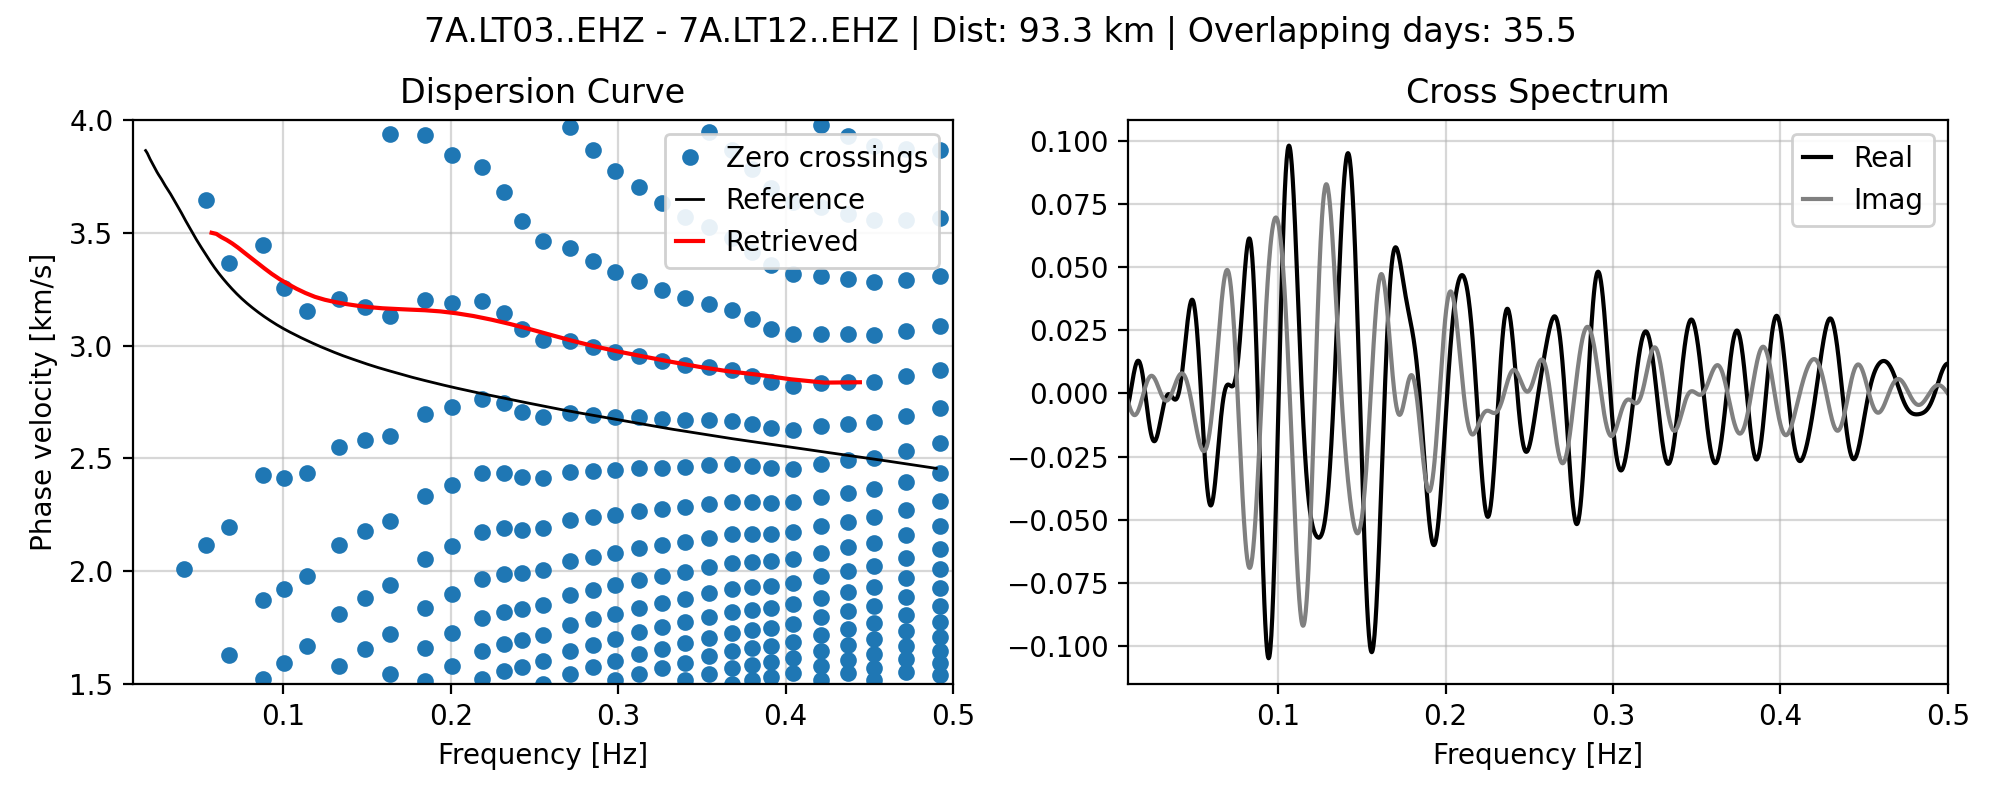 7A.LT03..EHZ - 7A.LT12..EHZ | Dist: 93.3 km | Overlapping days: 35.5
Dispersion Curve
Phase velocity [km/s]
4.0
3.5
3.0
2.5
2.0
1.5
Zero crossings
Reference
Retrieved
0.1 0.2 0.3 0.4 0.5
Frequency [Hz]
Cross Spectrum
0.100
0.075
0.050
0.025
0.000
−0.025
−0.050
−0.075
−0.100
Real
Imag
0.1 0.2 0.3 0.4 0.5
Frequency [Hz]